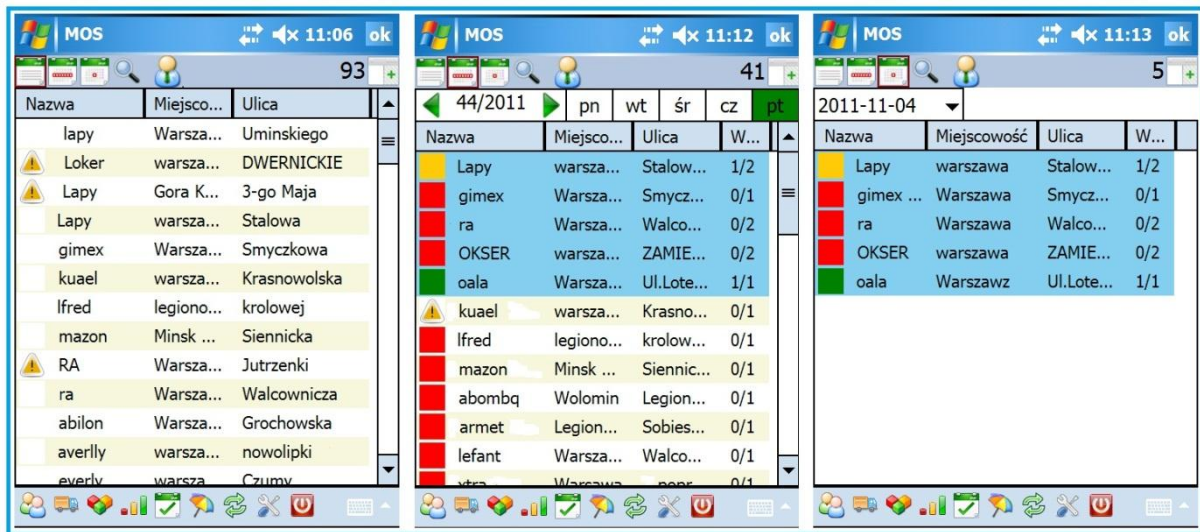 MOS 11:06 ok
93
Nazwa Miejsco... Ulica
lapy Warsza... Uminskiego
Loker warsza... DWERNICKIE
Lapy Gora K... 3-go Maja
Lapy warsza... Stalowa
gimex Warsza... Smyczkowa
kuael warsza... Krasnowolska
lfred legiono... krolowej
mazon Minsk ... Siennicka
RA Warsza... Jutrzenki
ra Warsza... Walcownicza
abilon Warsza... Grochowska
averlly warsza... nowolipki
everly warsza... Czumy
MOS 11:12 ok
41
44/2011 pn wt śr cz pt
Nazwa Miejsco... Ulica W...
Lapy warsza... Stalow... 1/2
gimex Warsza... Smycz... 0/1
ra Warsza... Walco... 0/2
OKSER warsza... ZAMIE... 0/2
oala Warsza... Ul.Lote... 1/1
kuael warsza... Krasno... 0/1
lfred legiono... krolow... 0/1
mazon Minsk ... Siennic... 0/1
abombq Wolomin Legion... 0/1
armet Legion... Sobies... 0/1
lefant Warsza... Walco... 0/1
xtra Warsawa popr... 0/1
MOS 11:13 ok
5
2011-11-04
Nazwa Miejscowość Ulica W...
Lapy warszawa Stalow... 1/2
gimex ... Warszawa Smycz... 0/1
ra Warszawa Walco... 0/2
OKSER warszawa ZAMIE... 0/2
oala Warszawz Ul.Lote... 1/1